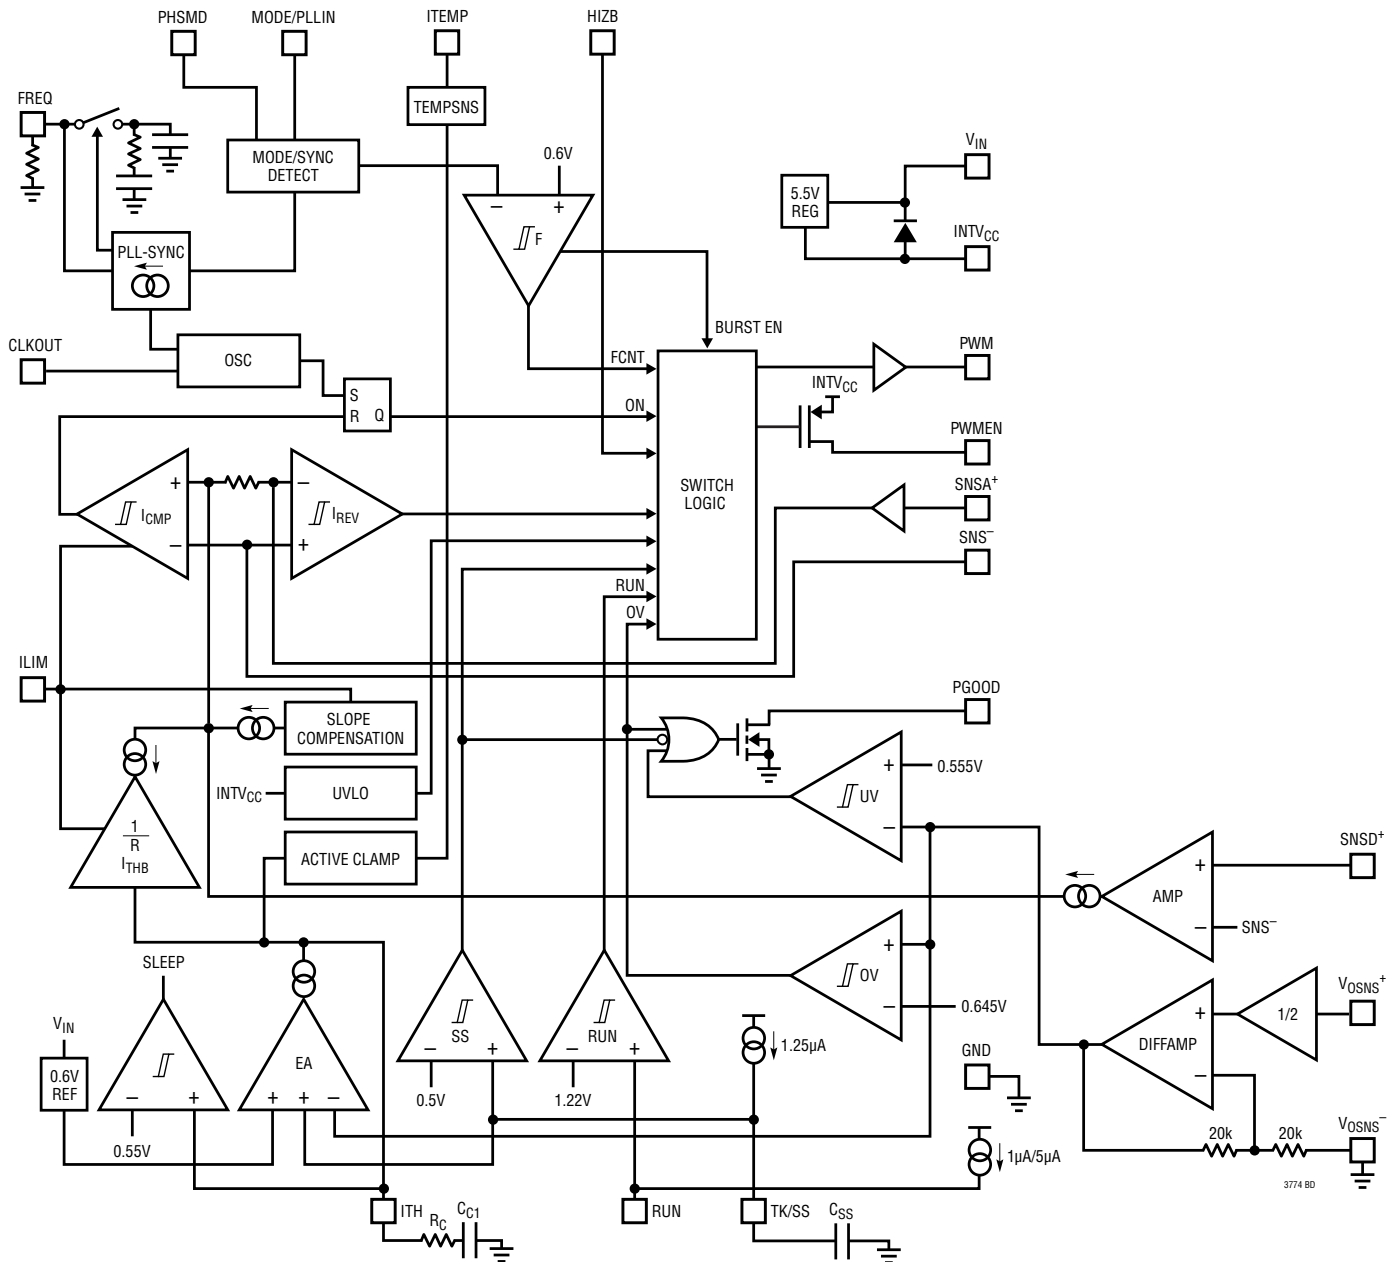 PHSMD
MODE/PLLIN
ITEMP
HIZB
FREQ
TEMPSNS
MODE/SYNC
DETECT
0.6V
–
+
F
VIN
5.5V
REG
INTVCC
PLL-SYNC
BURST EN
CLKOUT
OSC
FCNT
PWM
S
R
Q
ON
INTVCC
PWMEN
+
–
ICMP
–
+
IREV
SWITCH
LOGIC
SNSA+
SNS–
RUN
OV
ILIM
SLOPE
COMPENSATION
PGOOD
INTVCC
UVLO
+
–
UV
0.555V
1
R
ITHB
ACTIVE CLAMP
SNSD+
+
–
AMP
SNS–
SLEEP
+
–
OV
0.645V
VOSNS+
1/2
+
–
DIFFAMP
VIN
0.6V
REF
–
+
0.55V
EA
+
+
–
SS
–
+
0.5V
RUN
–
+
1.22V
1.25µA
GND
1µA/5µA
20k
20k
VOSNS–
3774 BD
ITH
RC
CC1
RUN
TK/SS
CSS